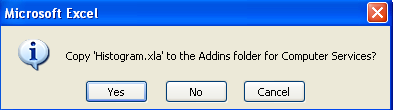 Microsoft Excel
Copy 'Histogram.xla' to the Addins folder for Computer Services?
Yes
No
Cancel